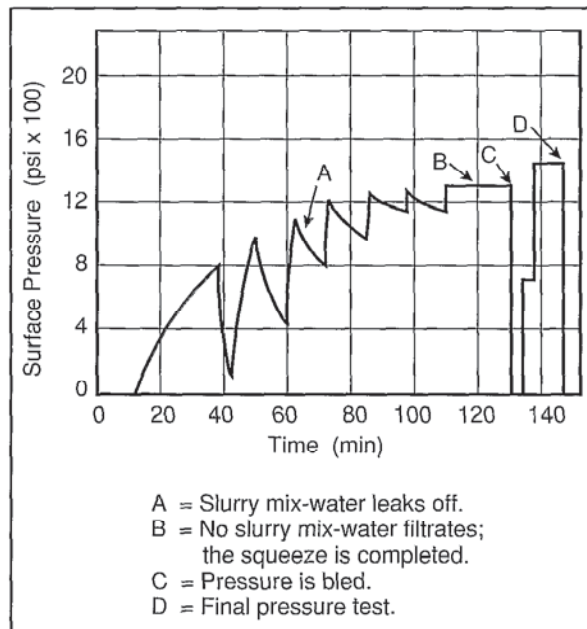 Surface Pressure (psi x 100)
20
16
12
8
4
0
A
B
C
D
0 20 40 60 80 100 120 140
Time (min)
A = Slurry mix-water leaks off.
B = No slurry mix-water filtrates;
the squeeze is completed.
C = Pressure is bled.
D = Final pressure test.